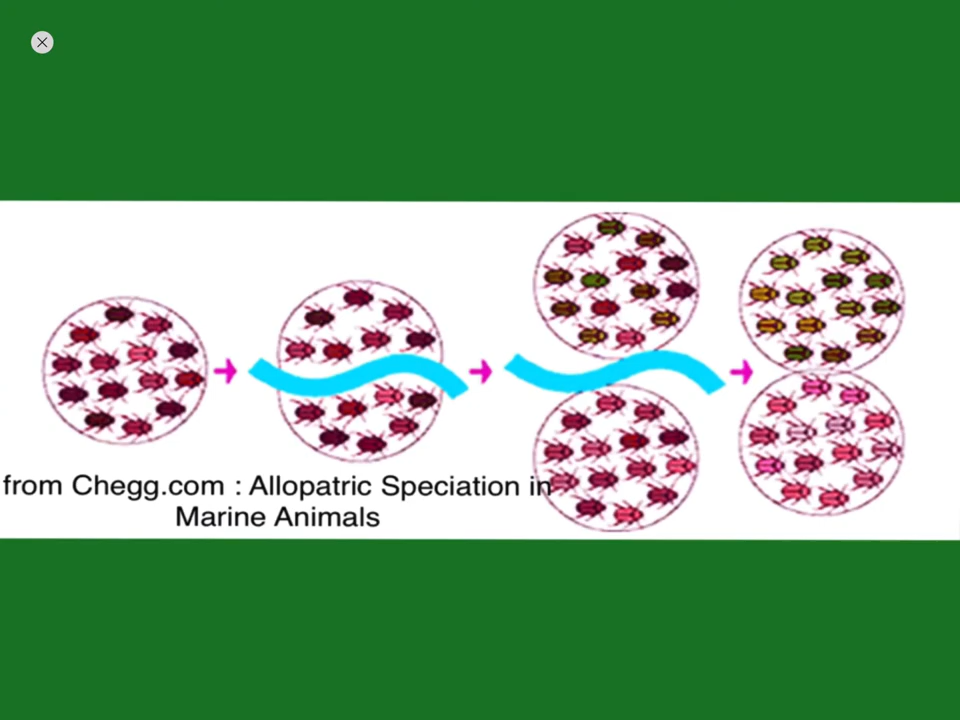 from Chegg.com : Allopatric Speciation in
Marine Animals